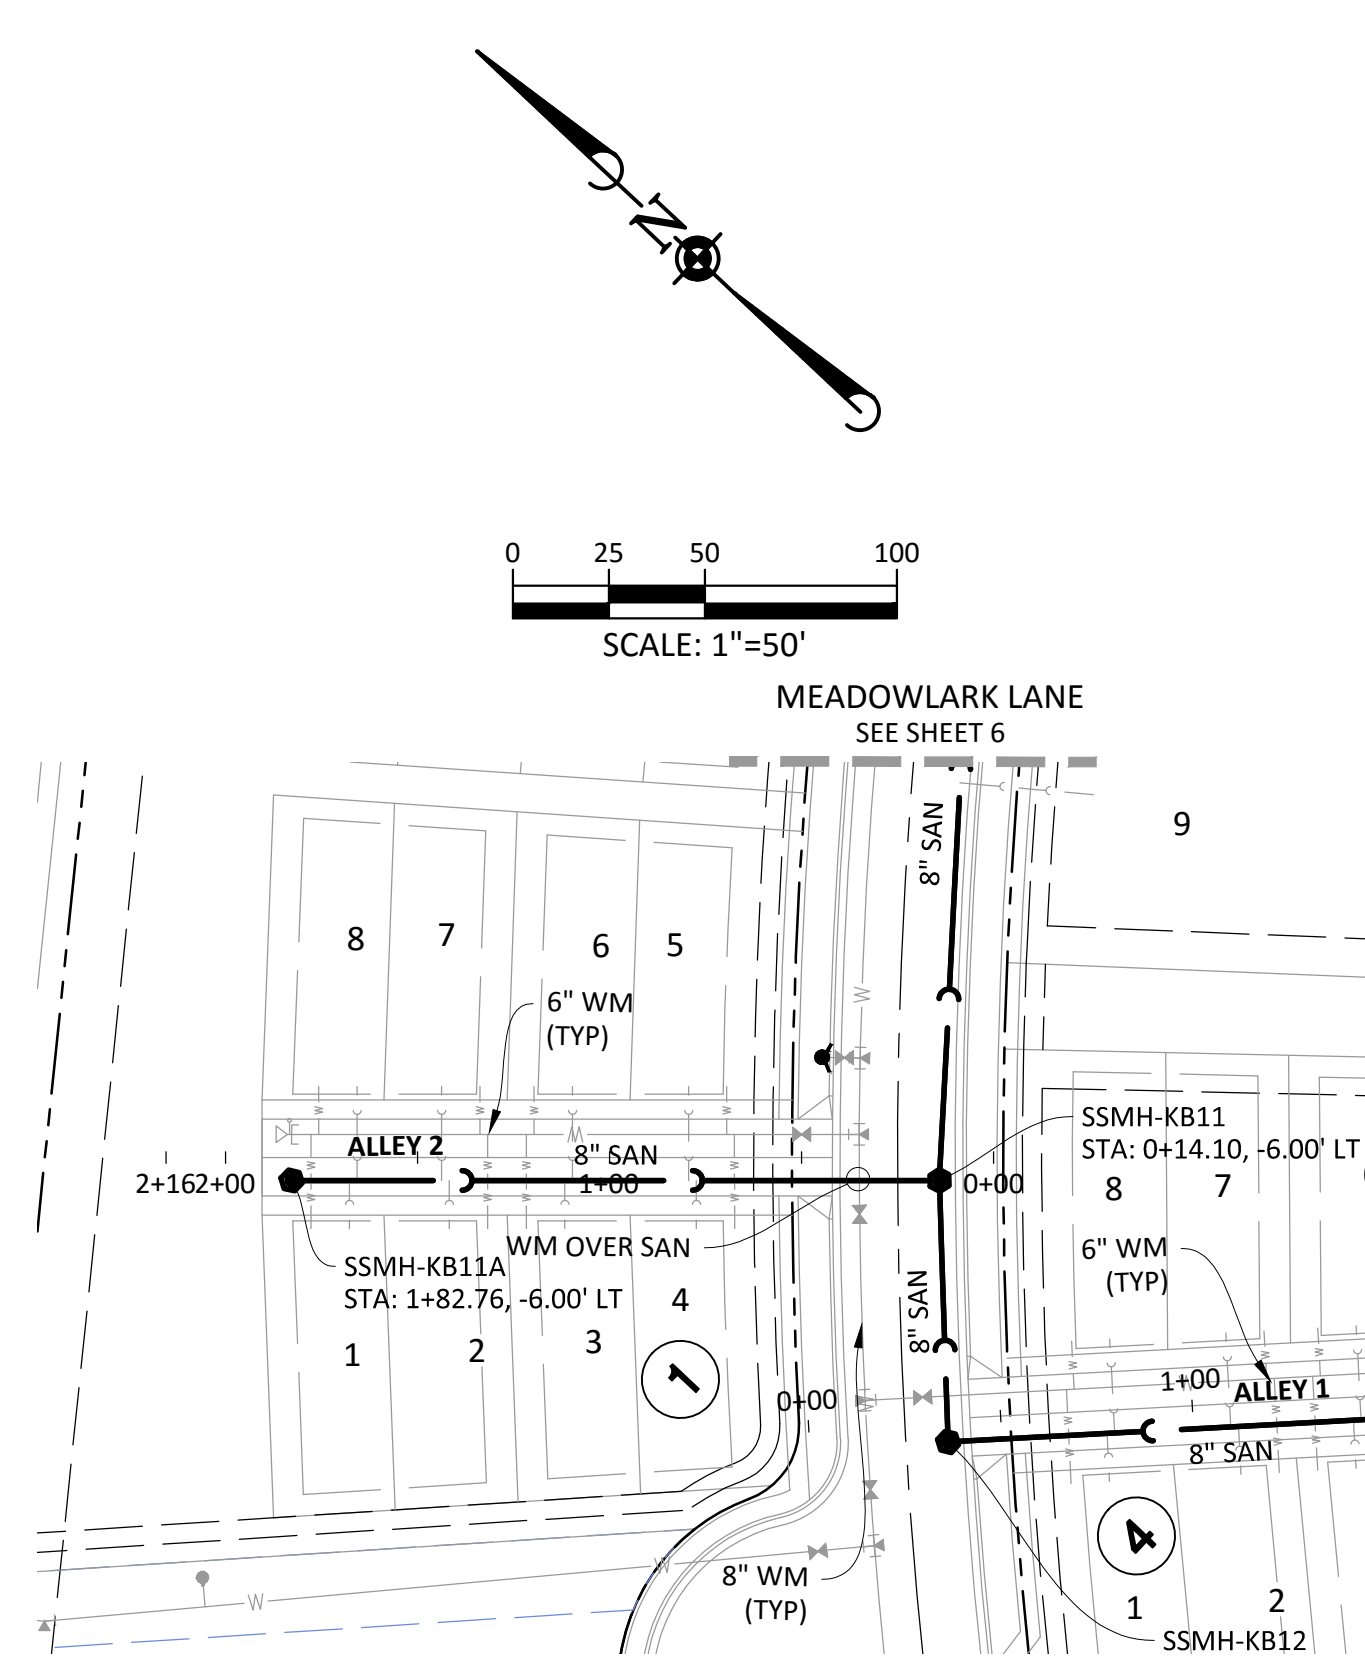 N
0 25 50 100
SCALE: 1"=50'
MEADOWLARK LANE
SEE SHEET 6
8" SAN
9
8 7 6 5
6" WM
(TYP)
W
SSMH-KB11
STA: 0+14.10, -6.00' LT
W
ALLEY 2
8" SAN
2+16 2+00 1+00 0+00
8 7
WM OVER SAN
6" WM
(TYP)
SSMH-KB11A
STA: 1+82.76, -6.00' LT
8" SAN
1 2 3 4
1
0+00
W
1+00
W
ALLEY 1
8" SAN
4
8" WM
(TYP)
W
W
1 2
SSMH-KB12